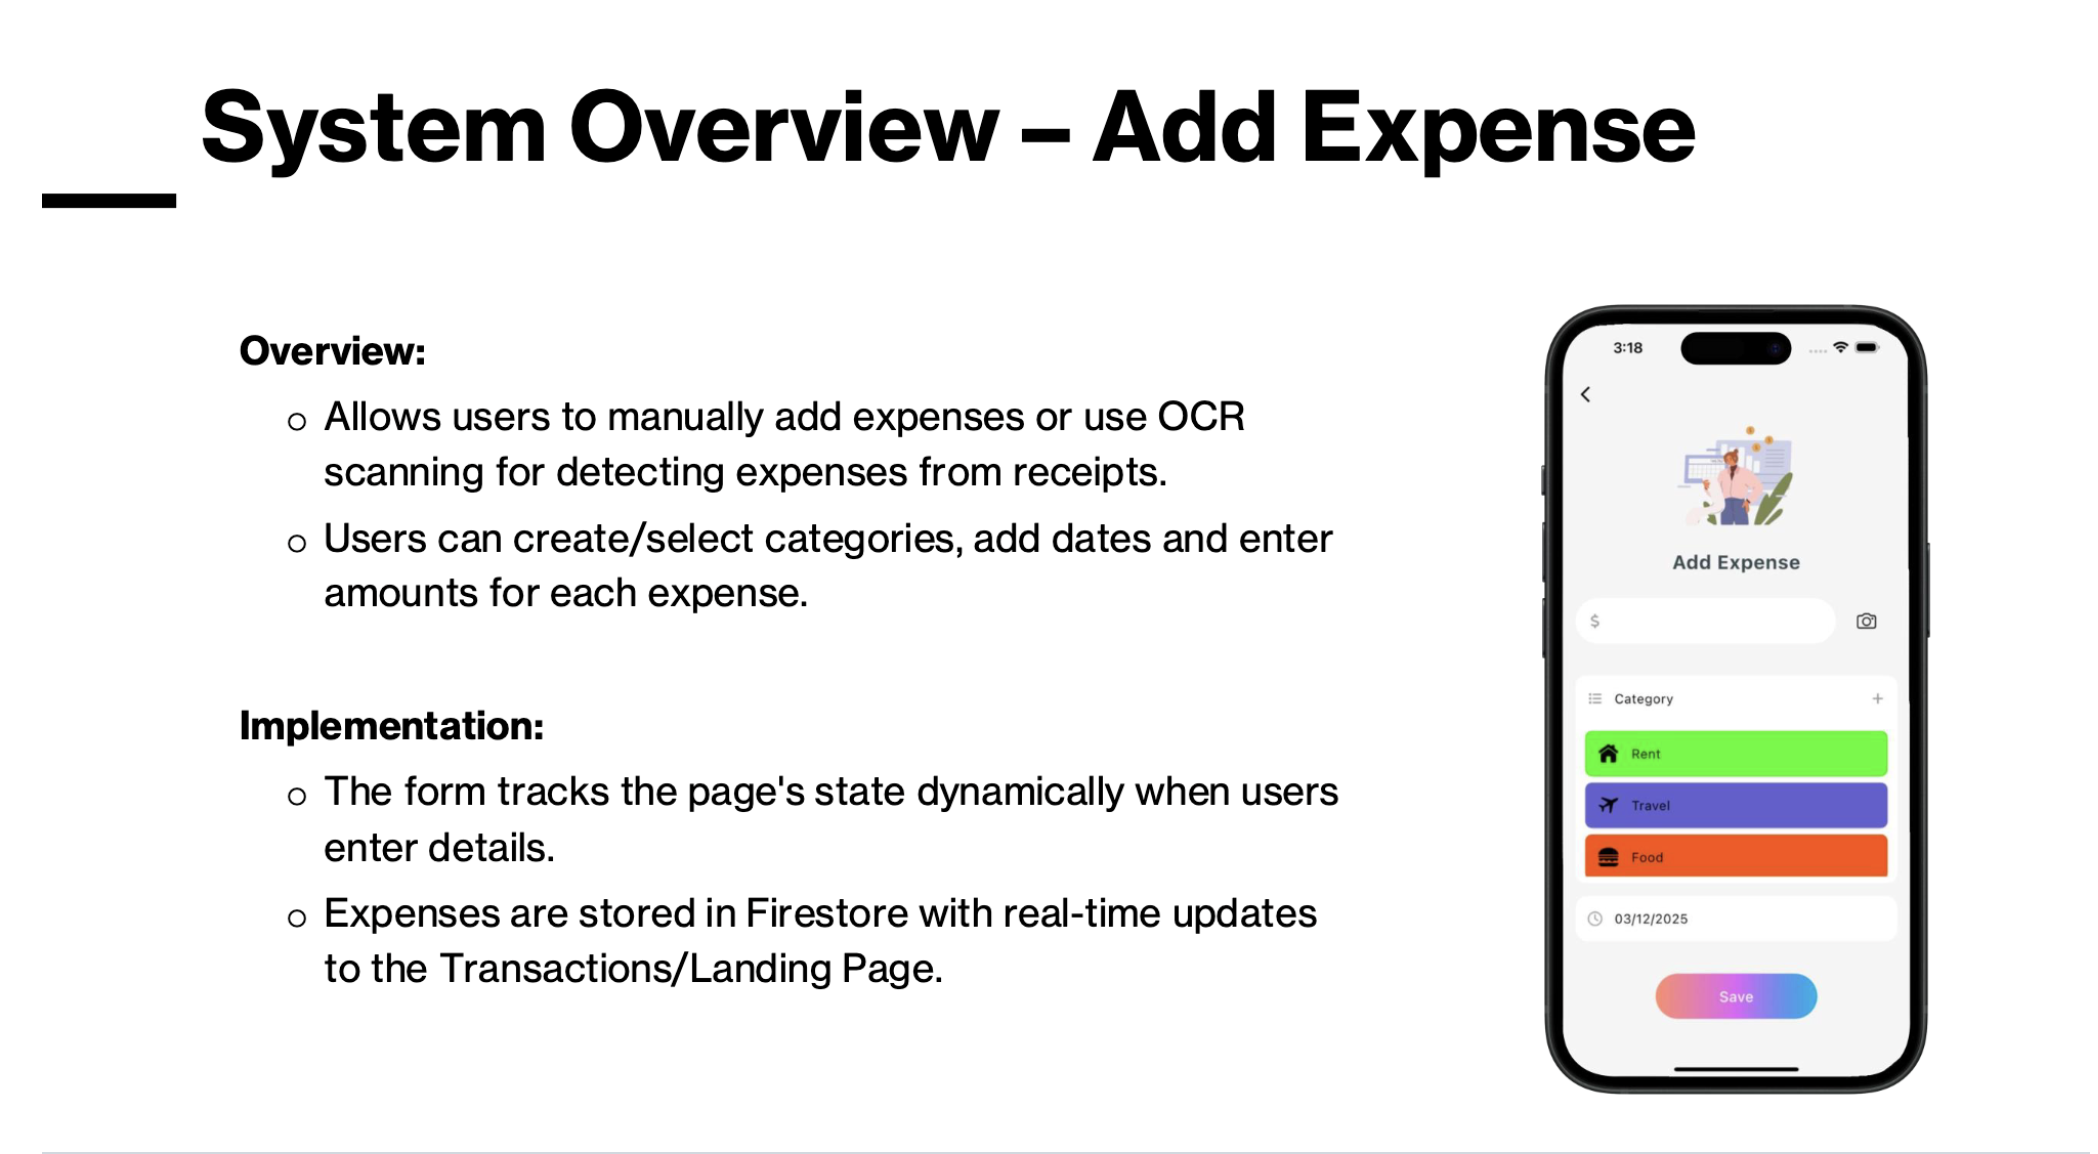 System Overview – Add Expense
Overview:
Allows users to manually add expenses or use OCR
scanning for detecting expenses from receipts.
Users can create/select categories, add dates and enter
amounts for each expense.
Implementation:
The form tracks the page's state dynamically when users
enter details.
Expenses are stored in Firestore with real-time updates
to the Transactions/Landing Page.
3:18
Add Expense
$
Category +
Rent
Travel
Food
03/12/2025
Save